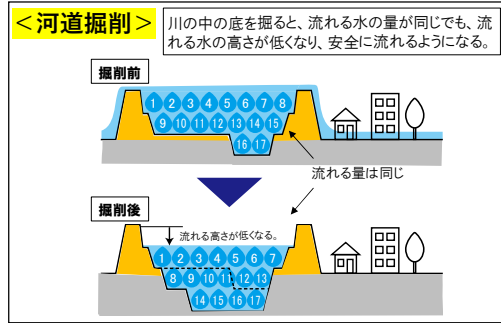 ＜河道掘削＞
川の中の底を掘ると、流れる水の量が同じでも、流
れる水の高さが低くなり、安全に流れるようになる。
掘削前
1 2 3 4 5 6 7 8
9 10 11 12 13 14 15
16 17
流れる量は同じ
掘削後
流れる高さが低くなる。
1 2 3 4 5 6 7
8 9 10 11 12 13
14 15 16 17